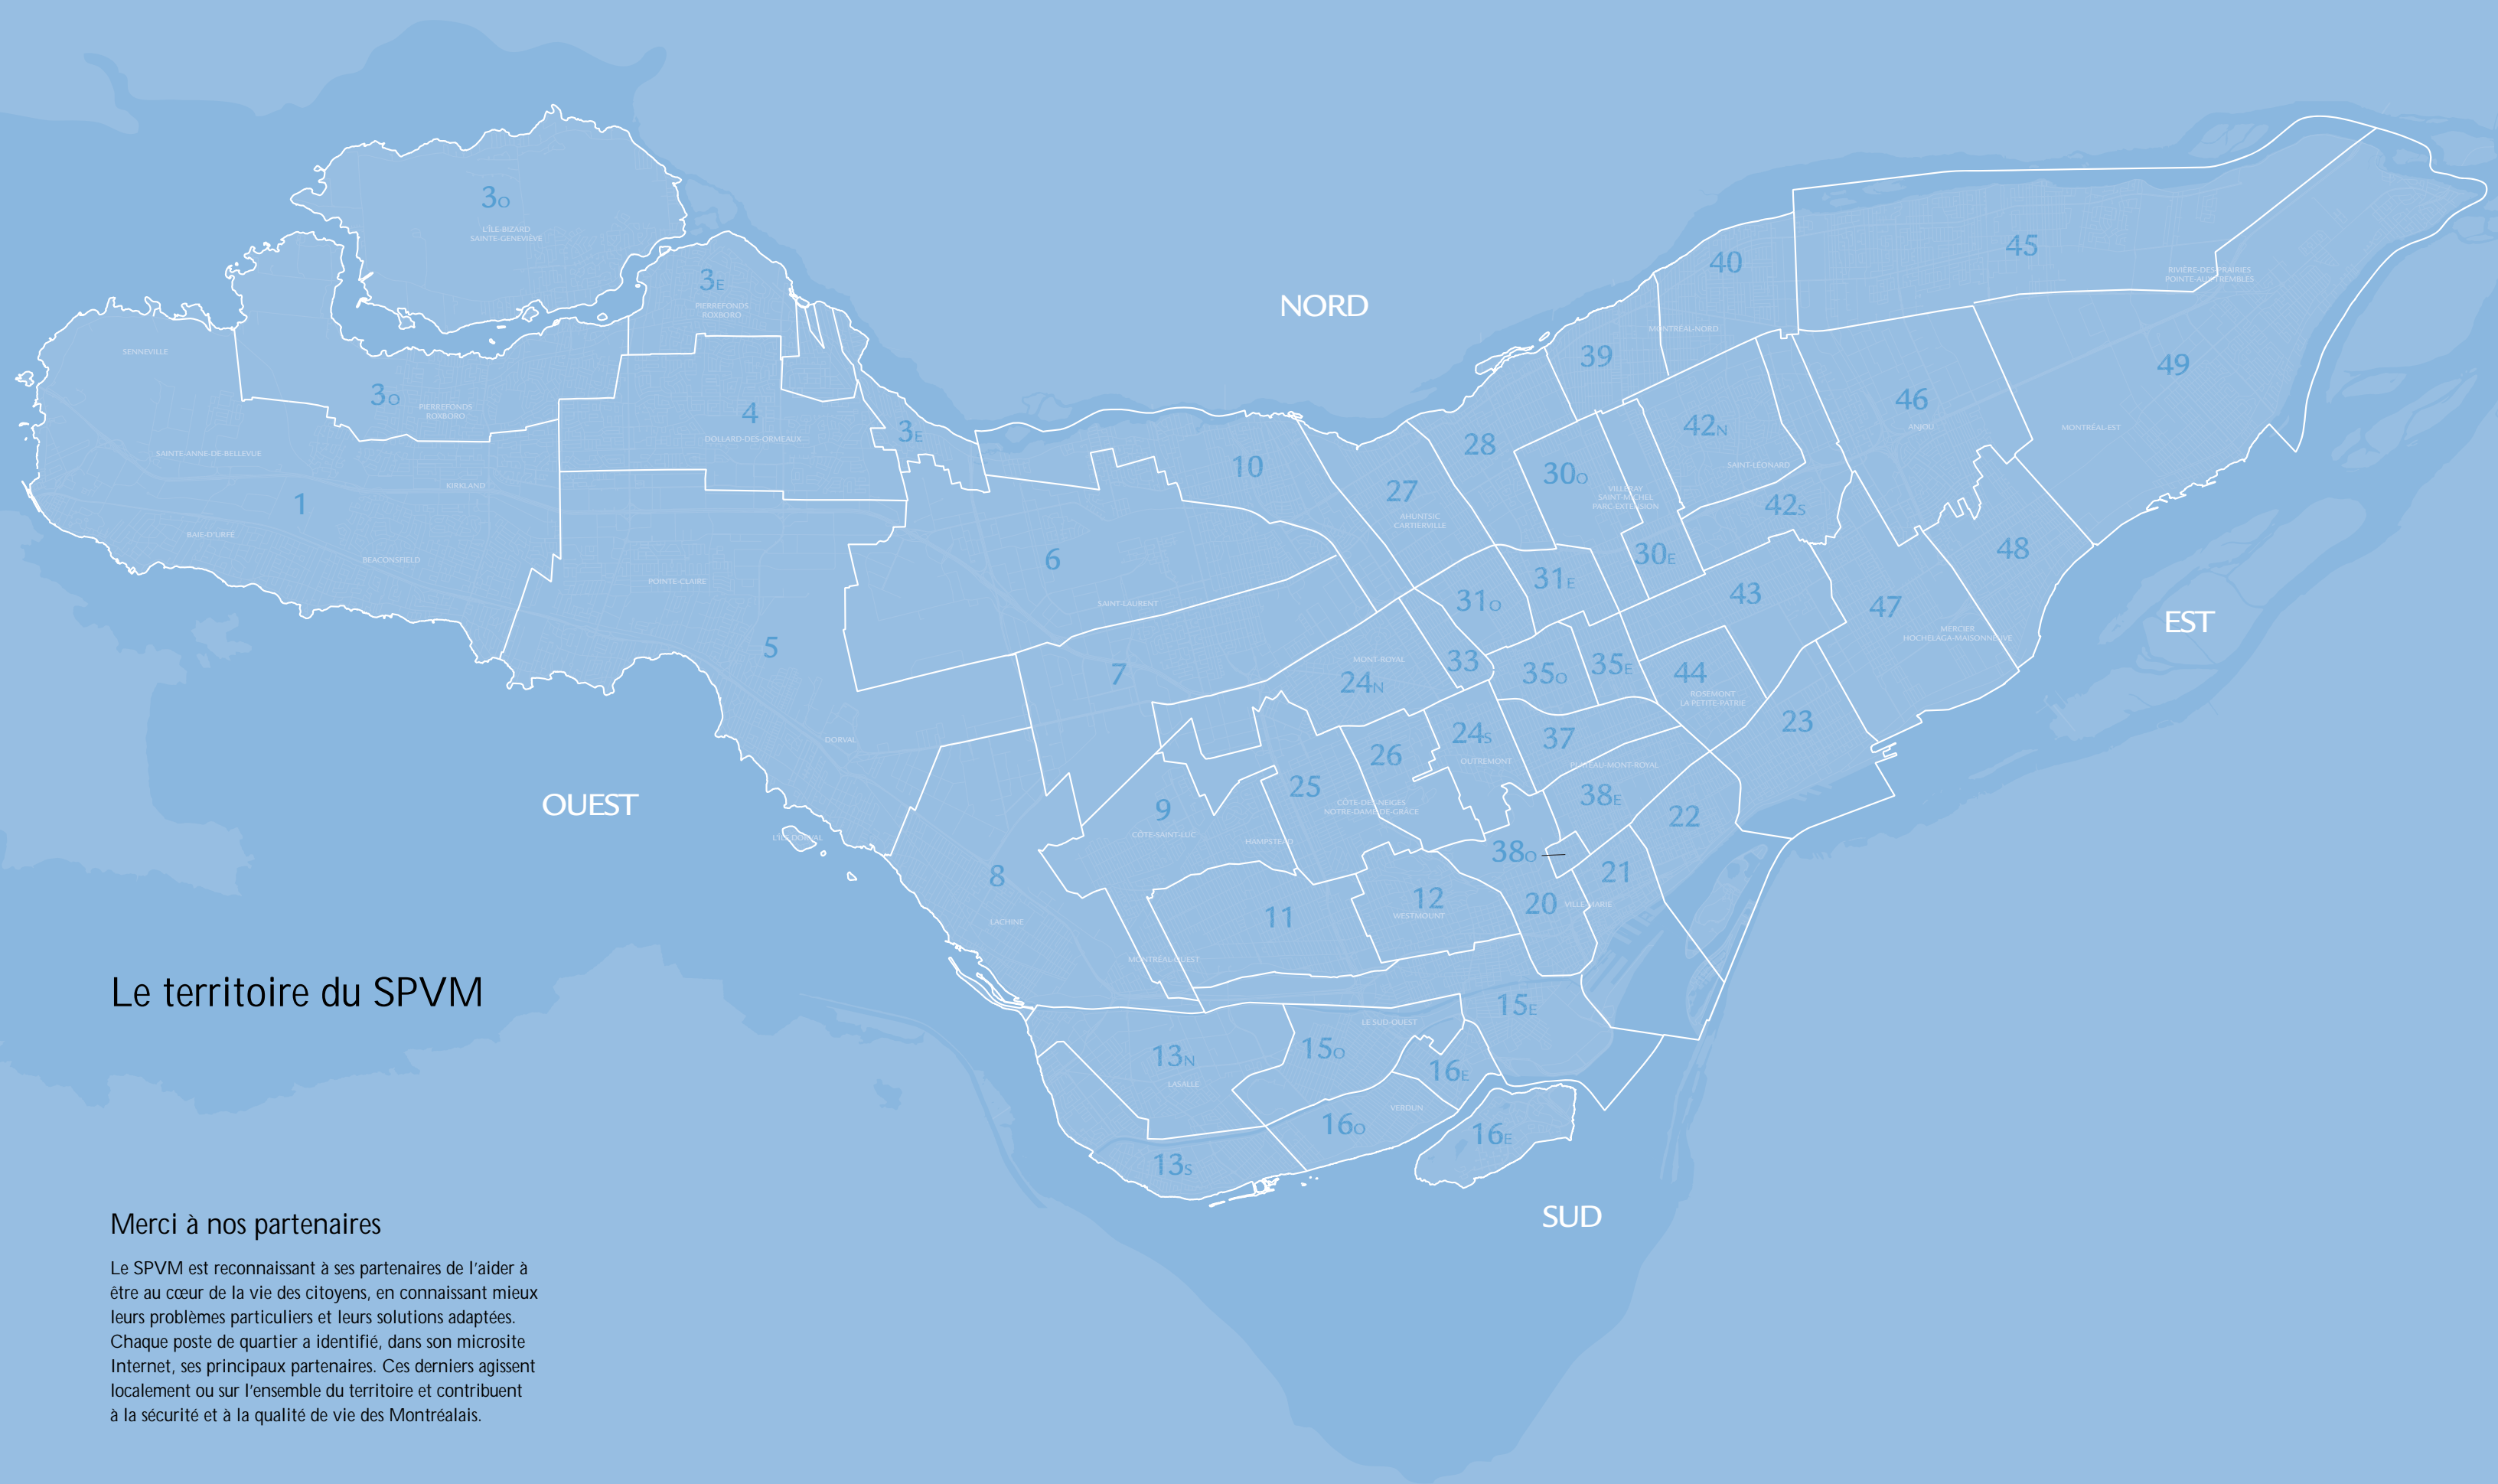 NORD
3O
L'ÎLE-BIZARD
SAINTE-GENEVIÈVE
3E
PIERREFONDS
ROXBORO
40
45
RIVIÈRE-DES-PRAIRIES
POINTE-AUX-TREMBLES
SENNEVILLE
3O
PIERREFONDS
ROXBORO
4
DOLLARD-DES-ORMEAUX
3E
MONTRÉAL-NORD
39
49
46
ANJOU
MONTRÉAL-EST
SAINTE-ANNE-DE-BELLEVUE
KIRKLAND
1
BAIE-D'URFÉ
BEACONSFIELD
POINTE-CLAIRE
10
28
27
AHUNTSIC
CARTIERVILLE
30O
VILLERAY
SAINT-MICHEL
PARC-EXTENSION
42N
SAINT-LÉONARD
42S
6
SAINT-LAURENT
30E
48
31E
31O
43
47
MERCIER
HOCHELAGA-MAISONNEUVE
EST
5
7
MONT-ROYAL
24N
33
35O
35E
44
ROSEMONT
LA PETITE-PATRIE
23
DORVAL
26
24S
OUTREMONT
37
PLATEAU-MONT-ROYAL
OUEST
L'ÎLE-DORVAL
9
CÔTE-SAINT-LUC
25
CÔTE-DES-NEIGES
NOTRE-DAME-DE-GRÂCE
HAMPSTEAD
38E
22
38O
21
8
LACHINE
11
12
WESTMOUNT
20
VILLE-MARIE
MONTRÉAL-OUEST
15E
LE SUD-OUEST
13N
LASALLE
15O
16E
VERDUN
16O
16E
13S
SUD
Le territoire du SPVM
Merci à nos partenaires
Le SPVM est reconnaissant à ses partenaires de l'aider à
être au cœur de la vie des citoyens, en connaissant mieux
leurs problèmes particuliers et leurs solutions adaptées.
Chaque poste de quartier a identifié, dans son microsite
Internet, ses principaux partenaires. Ces derniers agissent
localement ou sur l'ensemble du territoire et contribuent
à la sécurité et à la qualité de vie des Montréalais.